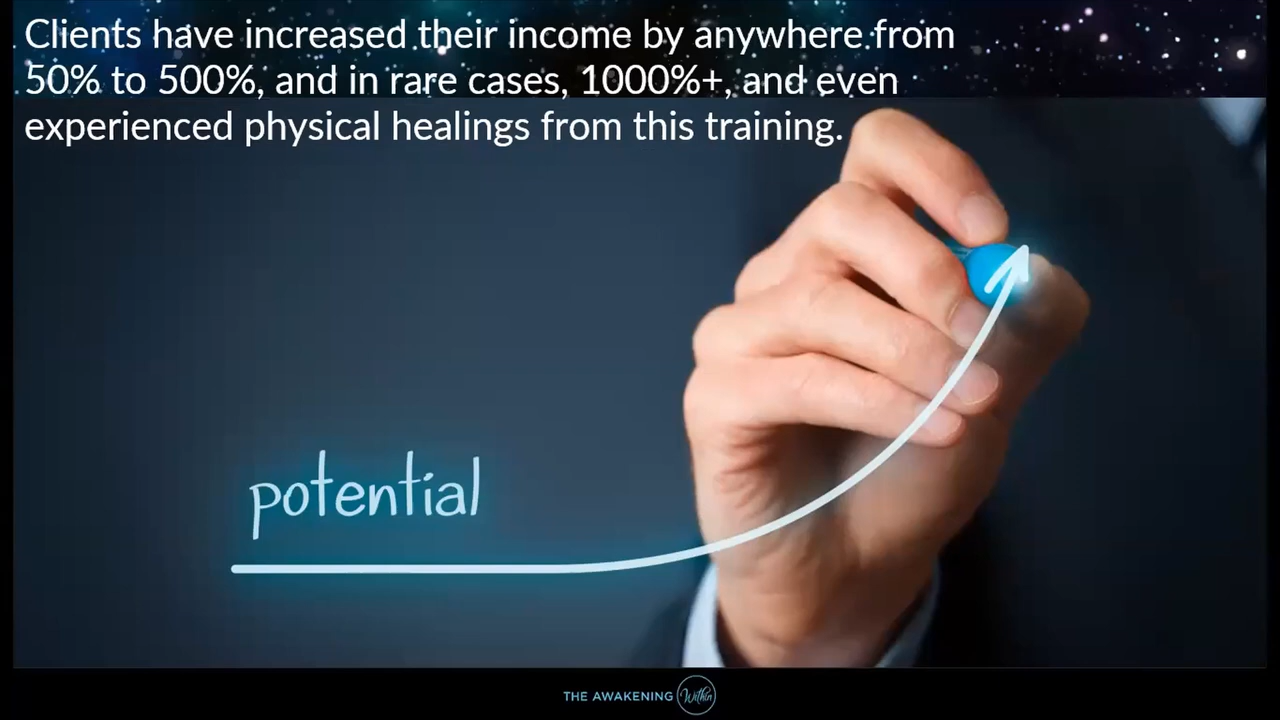 Clients have increased their income by anywhere from
50% to 500%, and in rare cases, 1000%+, and even
experienced physical healings from this training.
potential
THE AWAKENING Within